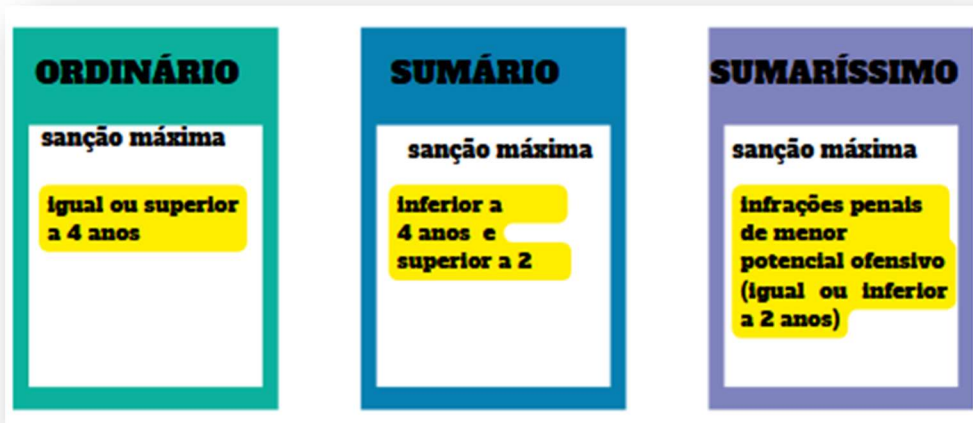 ORDINÁRIO
sanção máxima
igual ou superior
a 4 anos
SUMÁRIO
sanção máxima
inferior a
4 anos e
superior a 2
SUMARÍSSIMO
sanção máxima
infrações penais
de menor
potencial ofensivo
(igual ou inferior
a 2 anos)